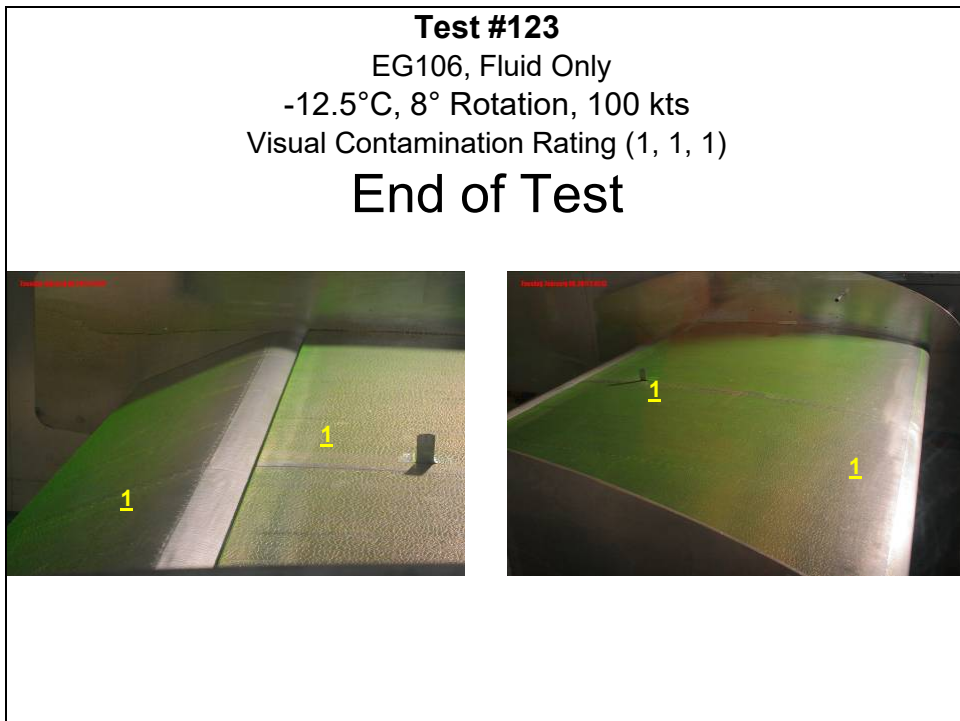 Test #123
EG106, Fluid Only
-12.5°C, 8° Rotation, 100 kts
Visual Contamination Rating (1, 1, 1)
End of Test
1
1
1
1